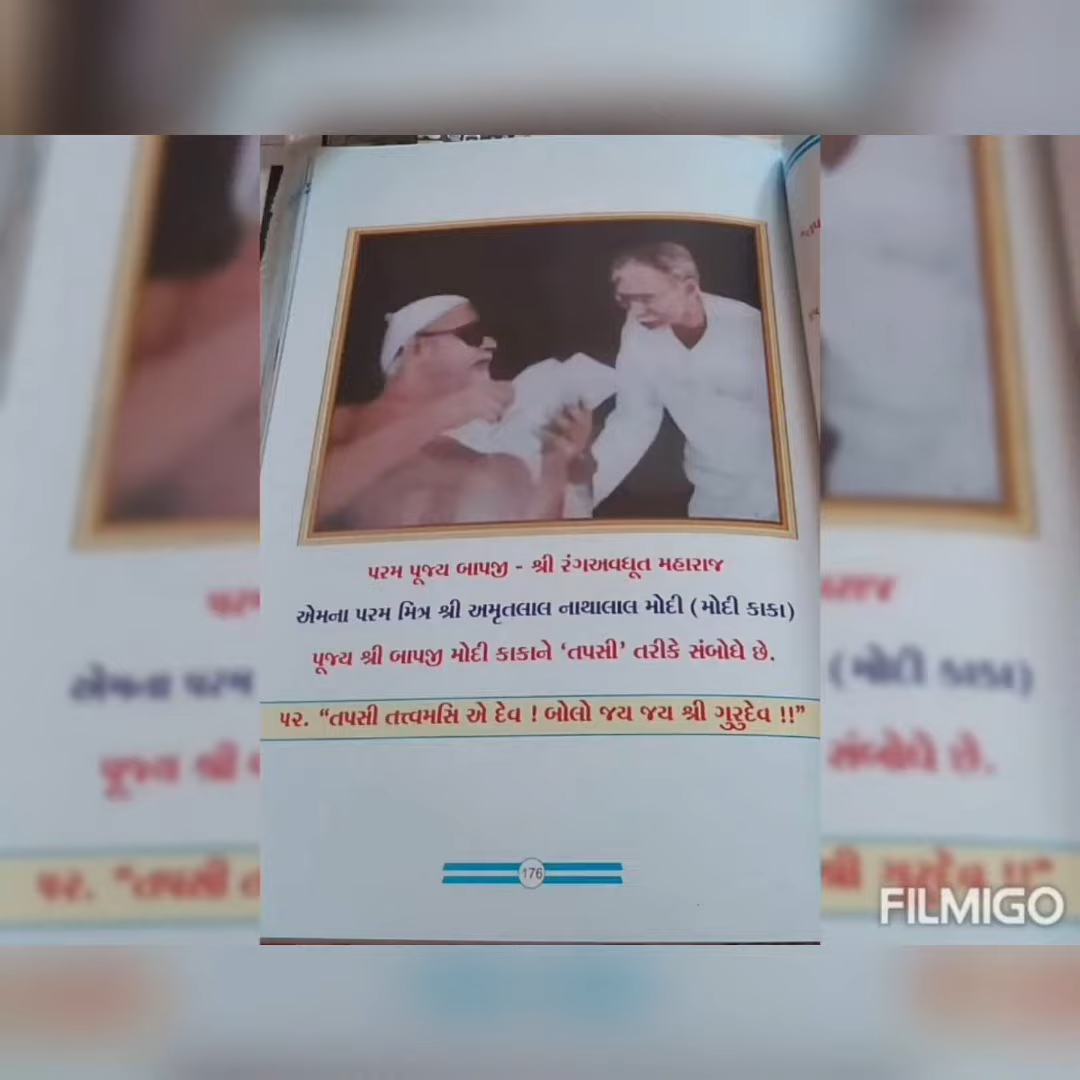 પરમ પૂજ્ય બાપજી - શ્રી રંગઅવધૂત મહારાજ
એમના પરમ મિત્ર શ્રી અમૃતલાલ નાથાલાલ મોદી (મોદી કાકા)
પૂજ્ય શ્રી બાપજી મોદી કાકાને ‘તપસી’ તરીકે સંબોધે છે.
પર. “તપસી તત્ત્વમસિ એ દેવ ! બોલો જય જય શ્રી ગુરુદેવ !!”
176
FILMIGO